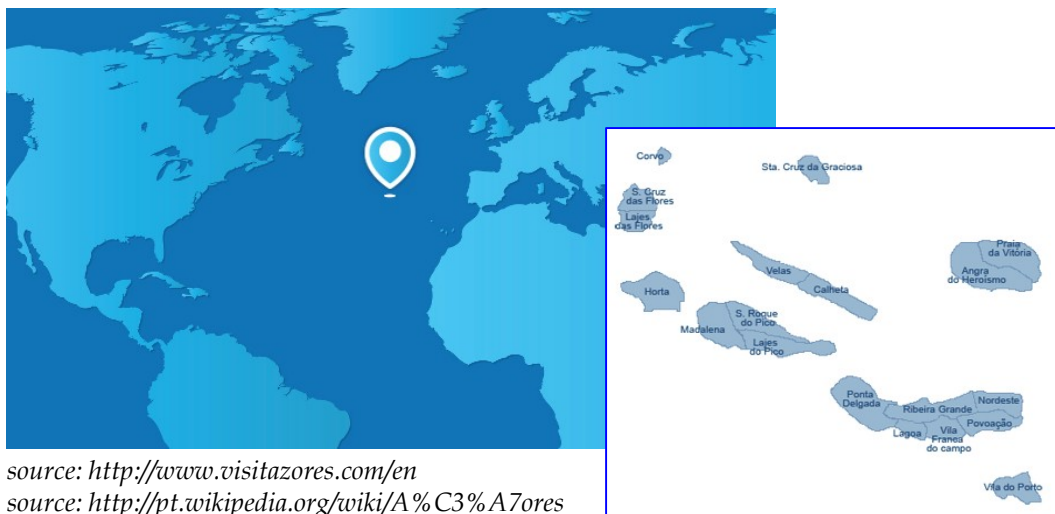 Corvo
Sta. Cruz da Graciosa
S. Cruz
das Flores
Lajes
das Flores
Praia
da Vitória
Angra
do Heroísmo
Velas
Calheta
Horta
S. Roque
do Pico
Madalena
Lajes
do Pico
Ponta
Delgada
Nordeste
Ribeira Grande
Povoação
Lagoa
Vila
Franca
do campo
Vila do Porto
source: http://www.visitazores.com/en
source: http://pt.wikipedia.org/wiki/A%C3%A7ores